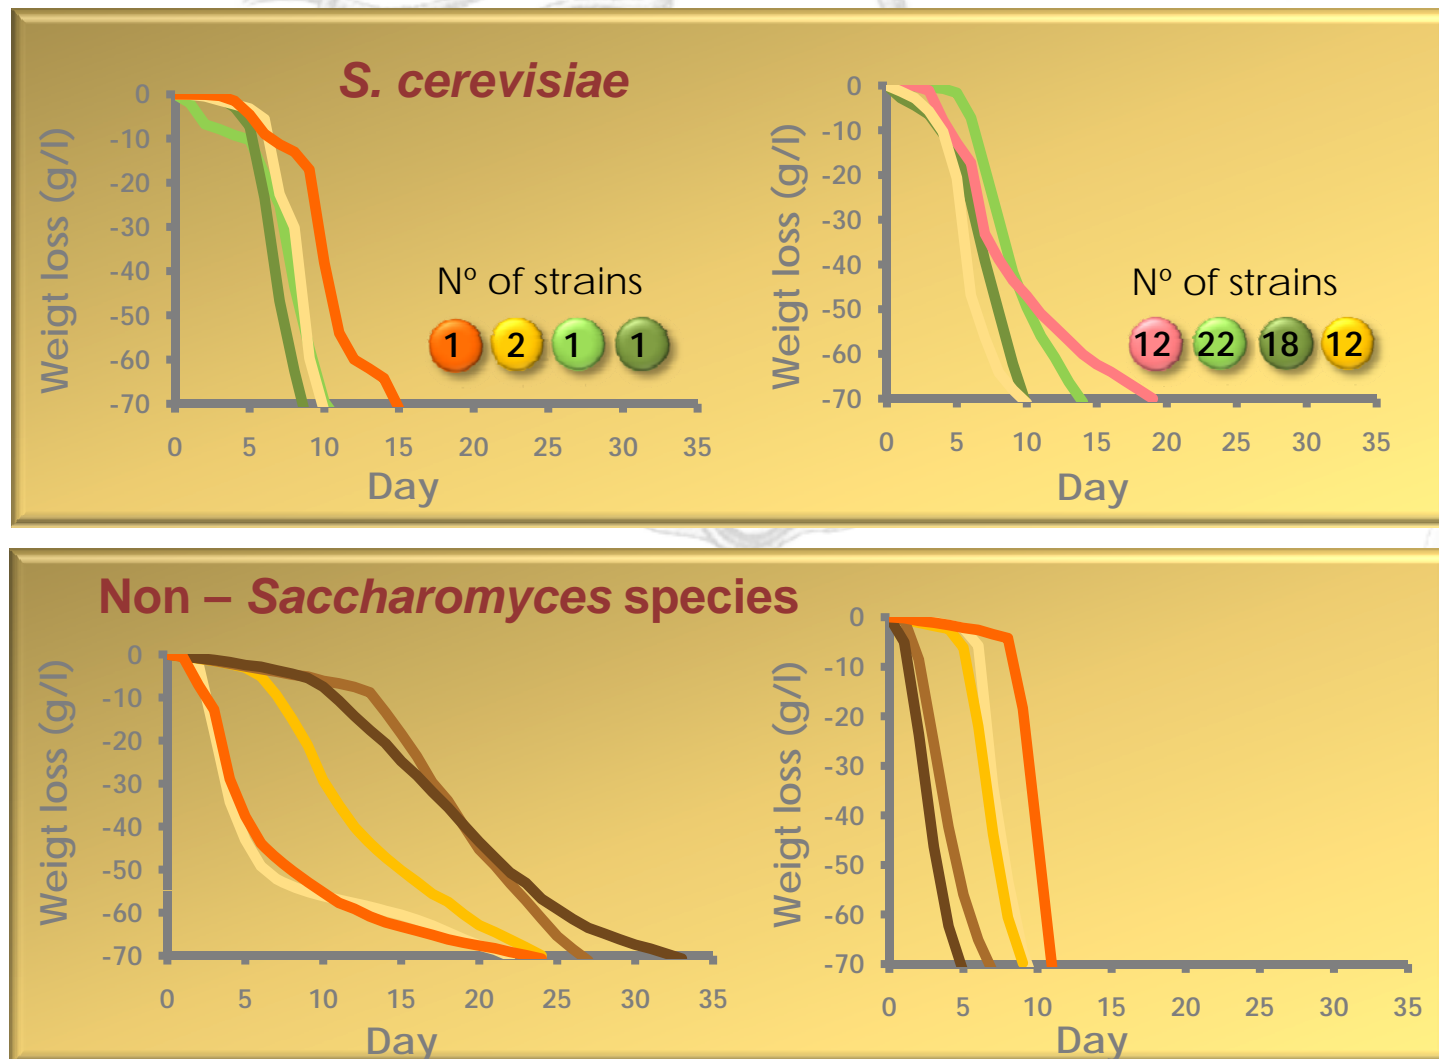 S. cerevisiae
0
-10
-20
-30
-40
-50
-60
-70
Weigt loss (g/l)
0 5 10 15 20 25 30 35
Day
Nº of strains
1 2 1 1
0
-10
-20
-30
-40
-50
-60
-70
Weigt loss (g/l)
0 5 10 15 20 25 30 35
Day
Nº of strains
12 22 18 12
Non – Saccharomyces species
0
-10
-20
-30
-40
-50
-60
-70
Weigt loss (g/l)
0 5 10 15 20 25 30 35
Day
0
-10
-20
-30
-40
-50
-60
-70
Weigt loss (g/l)
0 5 10 15 20 25 30 35
Day